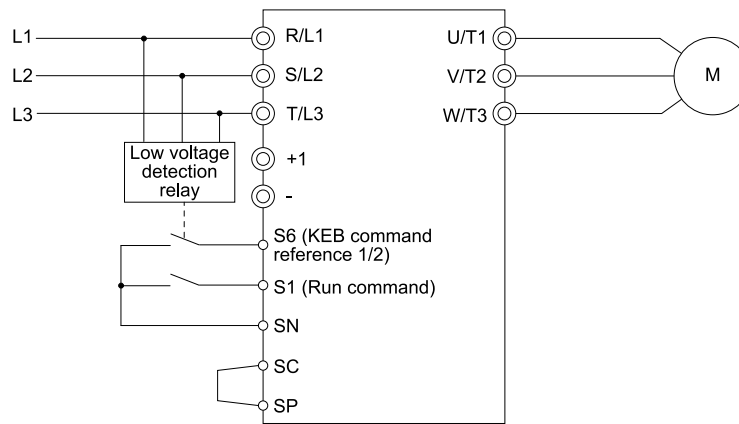 L1
R/L1
U/T1
L2
S/L2
V/T2
M
L3
T/L3
W/T3
Low voltage
detection
relay
+1
-
S6 (KEB command
reference 1/2)
S1 (Run command)
SN
SC
SP